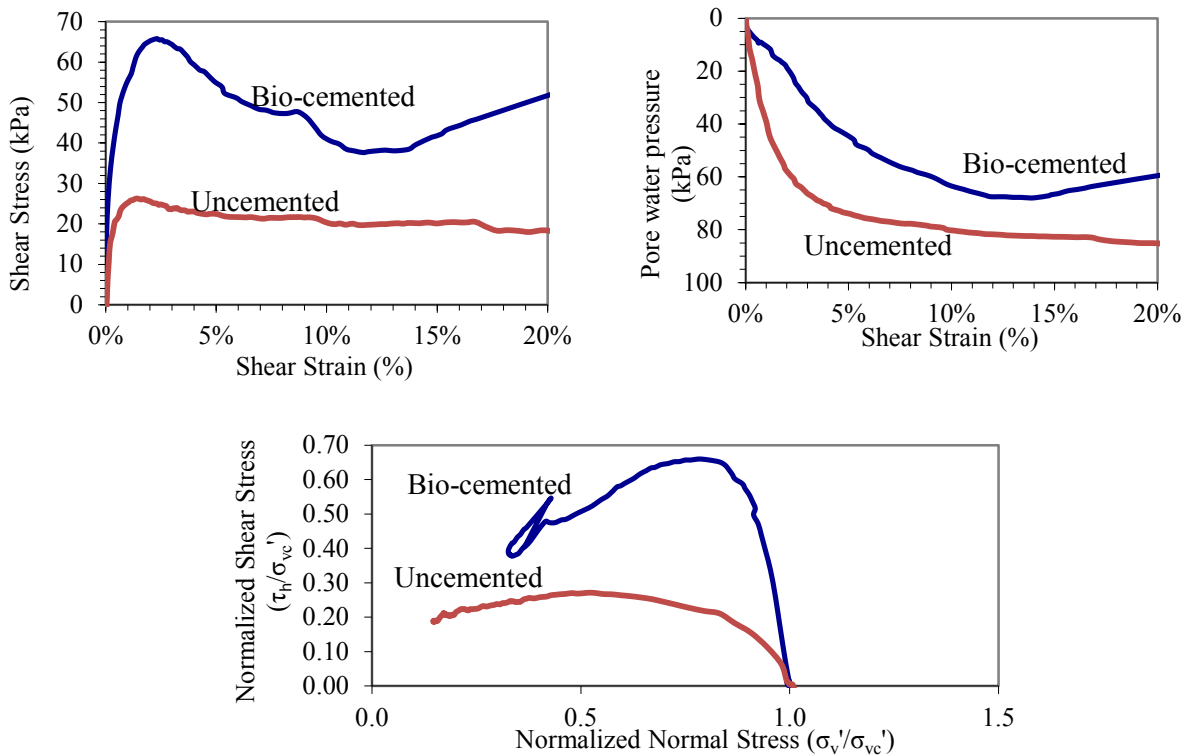 Shear Stress (kPa)
70
60
50
40
30
20
10
0
Bio-cemented
Uncemented
0% 5% 10% 15% 20%
Shear Strain (%)
Pore water pressure
(kPa)
0
20
40
60
80
100
Bio-cemented
Uncemented
0% 5% 10% 15% 20%
Shear Strain (%)
Normalized Shear Stress
(τh/σvc')
0.70
0.60
0.50
0.40
0.30
0.20
0.10
0.00
Bio-cemented
Uncemented
0.0 0.5 1.0 1.5
Normalized Normal Stress (σv'/σvc')